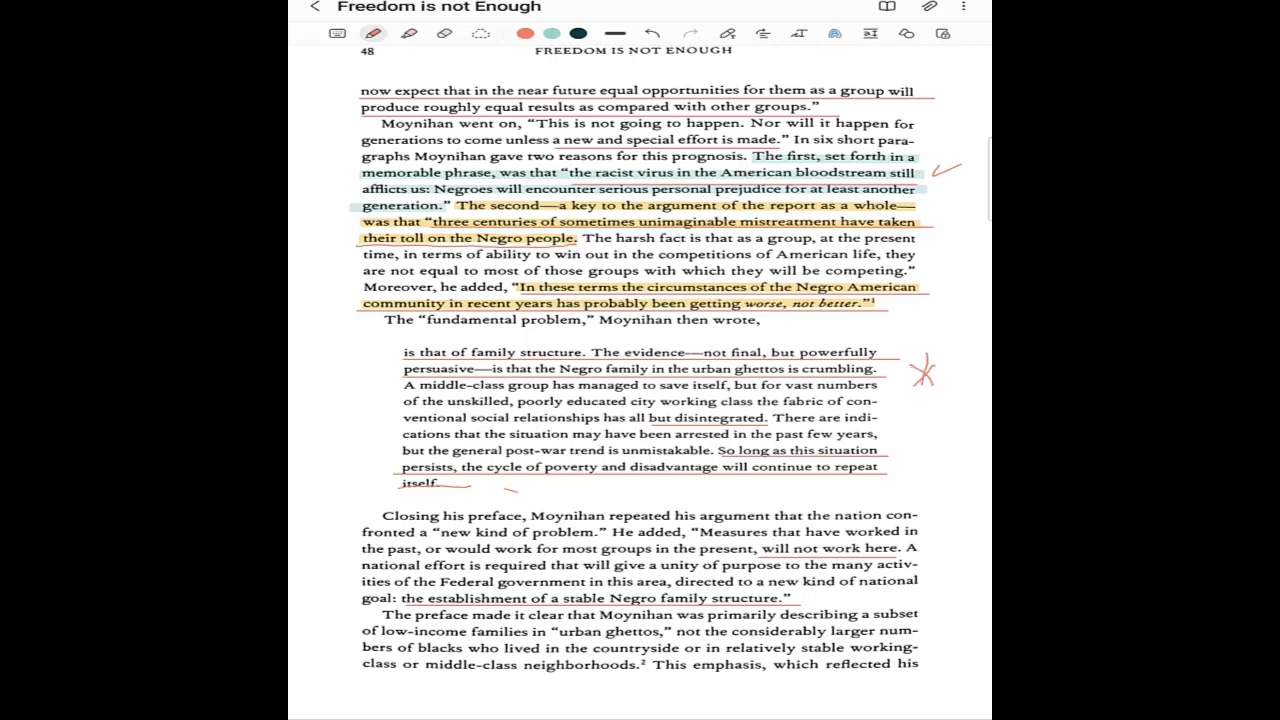 Freedom is not Enough
48 FREEDOM IS NOT ENOUGH
now expect that in the near future equal opportunities for them as a group will
produce roughly equal results as compared with other groups.”
Moynihan went on, “This is not going to happen. Nor will it happen for
generations to come unless a new and special effort is made.” In six short para-
graphs Moynihan gave two reasons for this prognosis. The first, set forth in a
memorable phrase, was that “the racist virus in the American bloodstream still
afflicts us: Negroes will encounter serious personal prejudice for at least another
generation.” The second—a key to the argument of the report as a whole—
was that “three centuries of sometimes unimaginable mistreatment have taken
their toll on the Negro people. The harsh fact is that as a group, at the present
time, in terms of ability to win out in the competitions of American life, they
are not equal to most of those groups with which they will be competing.”
Moreover, he added, “In these terms the circumstances of the Negro American
community in recent years has probably been getting worse, not better.”1
The “fundamental problem,” Moynihan then wrote,
is that of family structure. The evidence—not final, but powerfully
persuasive—is that the Negro family in the urban ghettos is crumbling.
A middle-class group has managed to save itself, but for vast numbers
of the unskilled, poorly educated city working class the fabric of con-
ventional social relationships has all but disintegrated. There are indi-
cations that the situation may have been arrested in the past few years,
but the general post-war trend is unmistakable. So long as this situation
persists, the cycle of poverty and disadvantage will continue to repeat
itself.
Closing his preface, Moynihan repeated his argument that the nation con-
fronted a “new kind of problem.” He added, “Measures that have worked in
the past, or would work for most groups in the present, will not work here. A
national effort is required that will give a unity of purpose to the many activ-
ities of the Federal government in this area, directed to a new kind of national
goal: the establishment of a stable Negro family structure.”
The preface made it clear that Moynihan was primarily describing a subset
of low-income families in “urban ghettos,” not the considerably larger num-
bers of blacks who lived in the countryside or in relatively stable working-
class or middle-class neighborhoods.2 This emphasis, which reflected his